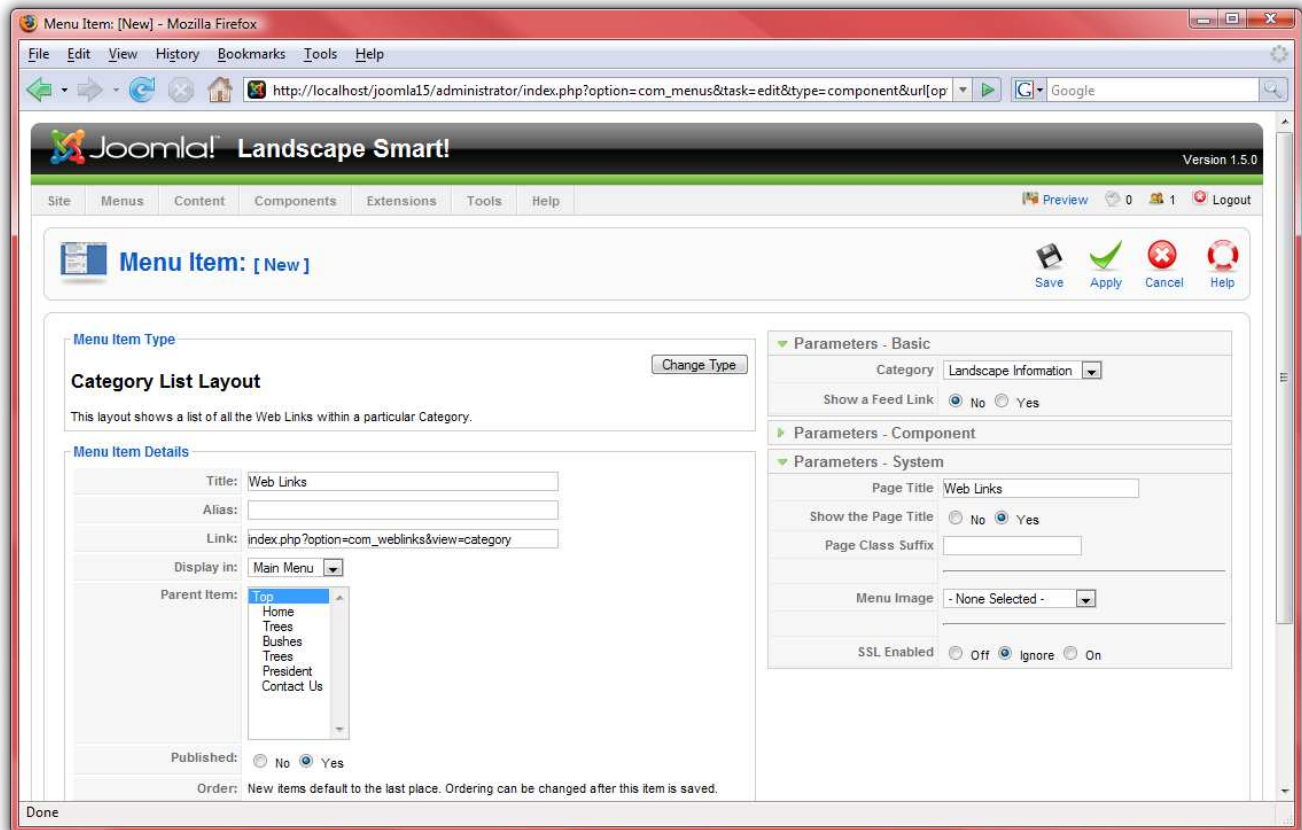 Menu Item: [New] - Mozilla Firefox
File Edit View History Bookmarks Tools Help
http://localhost/joomla15/administrator/index.php?option=com_menus&task=edit&type=component&url[op
G Google
Joomla! Landscape Smart!
Version 1.5.0
Site Menus Content Components Extensions Tools Help
Preview 0 1 Logout
Menu Item: [ New ]
Save Apply Cancel Help
Menu Item Type
Change Type
Category List Layout
This layout shows a list of all the Web Links within a particular Category.
Menu Item Details
Title: Web Links
Alias:
Link: index.php?option=com_weblinks&view=category
Display in: Main Menu
Parent Item: Top
Home
Trees
Bushes
Trees
President
Contact Us
Published: No Yes
Order: New items default to the last place. Ordering can be changed after this item is saved.
Parameters - Basic
Category Landscape Information
Show a Feed Link No Yes
Parameters - Component
Parameters - System
Page Title Web Links
Show the Page Title No Yes
Page Class Suffix
Menu Image - None Selected -
SSL Enabled Off Ignore On
Done